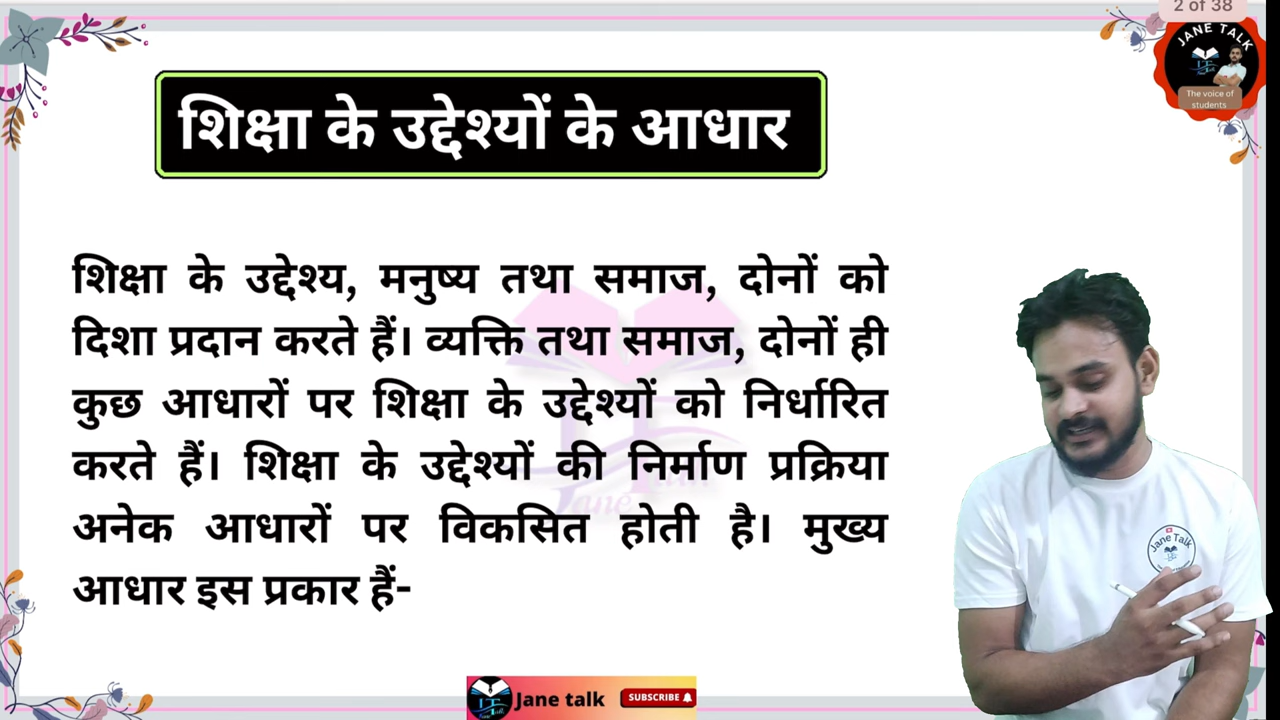 2 of 38
JANE TALK
The voice of
students
शिक्षा के उद्देश्यों के आधार
शिक्षा के उद्देश्य, मनुष्य तथा समाज, दोनों को
दिशा प्रदान करते हैं। व्यक्ति तथा समाज, दोनों ही
कुछ आधारों पर शिक्षा के उद्देश्यों को निर्धारित
करते हैं। शिक्षा के उद्देश्यों की निर्माण प्रक्रिया
अनेक आधारों पर विकसित होती है। मुख्य
आधार इस प्रकार हैं-
Jane Talk
Jane talk
SUBSCRIBE